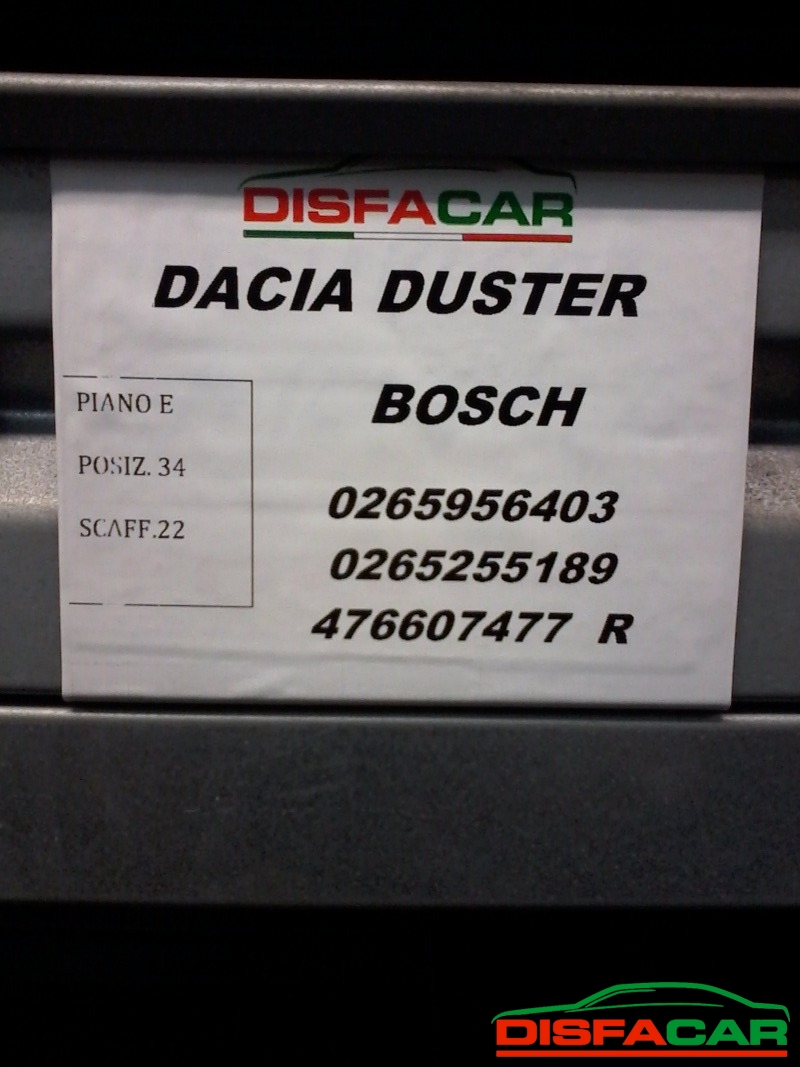 DISFACAR
DACIA DUSTER
PIANO E
POSIZ. 34
SCAFF.22
BOSCH
0265956403
0265255189
476607477 R
DISFACAR